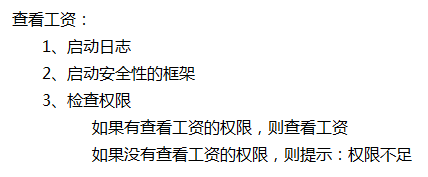 查看工资：
1、启动日志
2、启动安全性的框架
3、检查权限
如果有查看工资的权限，则查看工资
如果没有查看工资的权限，则提示：权限不足